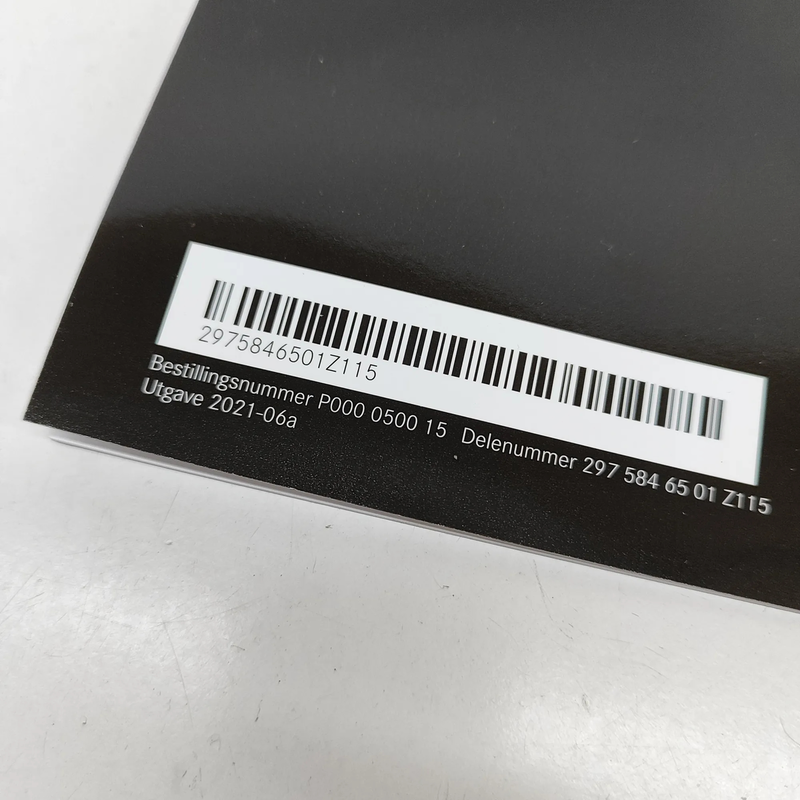 2975846501Z115
Bestillingsnummer P000 0500 15 Delenummer 297 584 65 01 Z115
Utgave 2021-06a